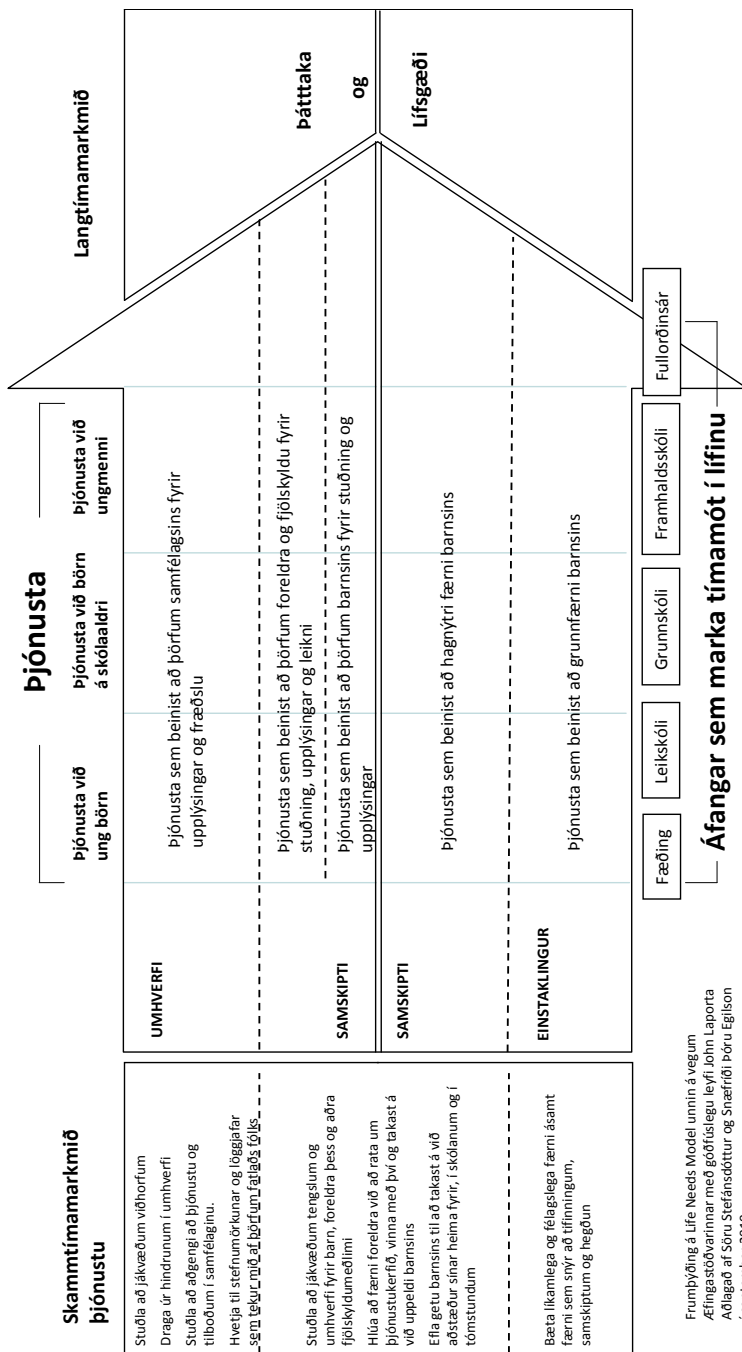 Skammtímamarkmið
þjónustu
Stuðla að jákvæðum viðhorfum
Draga úr hindrunum í umhverfi
Stuðla að aðgengi að þjónustu og
tilboðum í samfélaginu.
Hvetja til stefnumörkunar og löggjafar
sem tekur mið af þörfum fatlaðs fólks
Stuðla að jákvæðum tengslum og
umhverfi fyrir barn, foreldra þess og aðra
fjölskyldumeðlimi
Hlúa að færni foreldra við að rata um
þjónustukerfið, vinna með því og takast á
við uppeldi barnsins
Efla getu barnsins til að takast á við
aðstæður sínar heima fyrir, í skólanum og í
tómstundum
Bæta líkamlega og félagslega færni ásamt
færni sem snýr að tifinningum,
samskiptum og hegðun
Þjónusta
Þjónusta við
ung börn
Þjónusta við börn
á skólaaldri
Þjónusta við
ungmenni
UMHVERFI
Þjónusta sem beinist að þörfum samfélagsins fyrir
upplýsingar og fræðslu
SAMSKIPTI
Þjónusta sem beinist að þörfum foreldra og fjölskyldu fyrir
stuðning, upplýsingar og leikni
Þjónusta sem beinist að þörfum barnsins fyrir stuðning og
upplýsingar
SAMSKIPTI
Þjónusta sem beinist að hagnýtri færni barnsins
EINSTAKLINGUR
Þjónusta sem beinist að grunnfærni barnsins
Langtímamarkmið
Þátttaka
og
Lífsgæði
Fæðing
Leikskóli
Grunnskóli
Framhaldsskóli
Fullorðinsár
Áfangar sem marka tímamót í lífinu
Frumþýðing á Life Needs Model unnin á vegum
Æfingastöðvarinnar með góðfúslegu leyfi John Laporta
Aðlagað af Söru Stefánsdóttur og Snæfríði Þóru Egilson